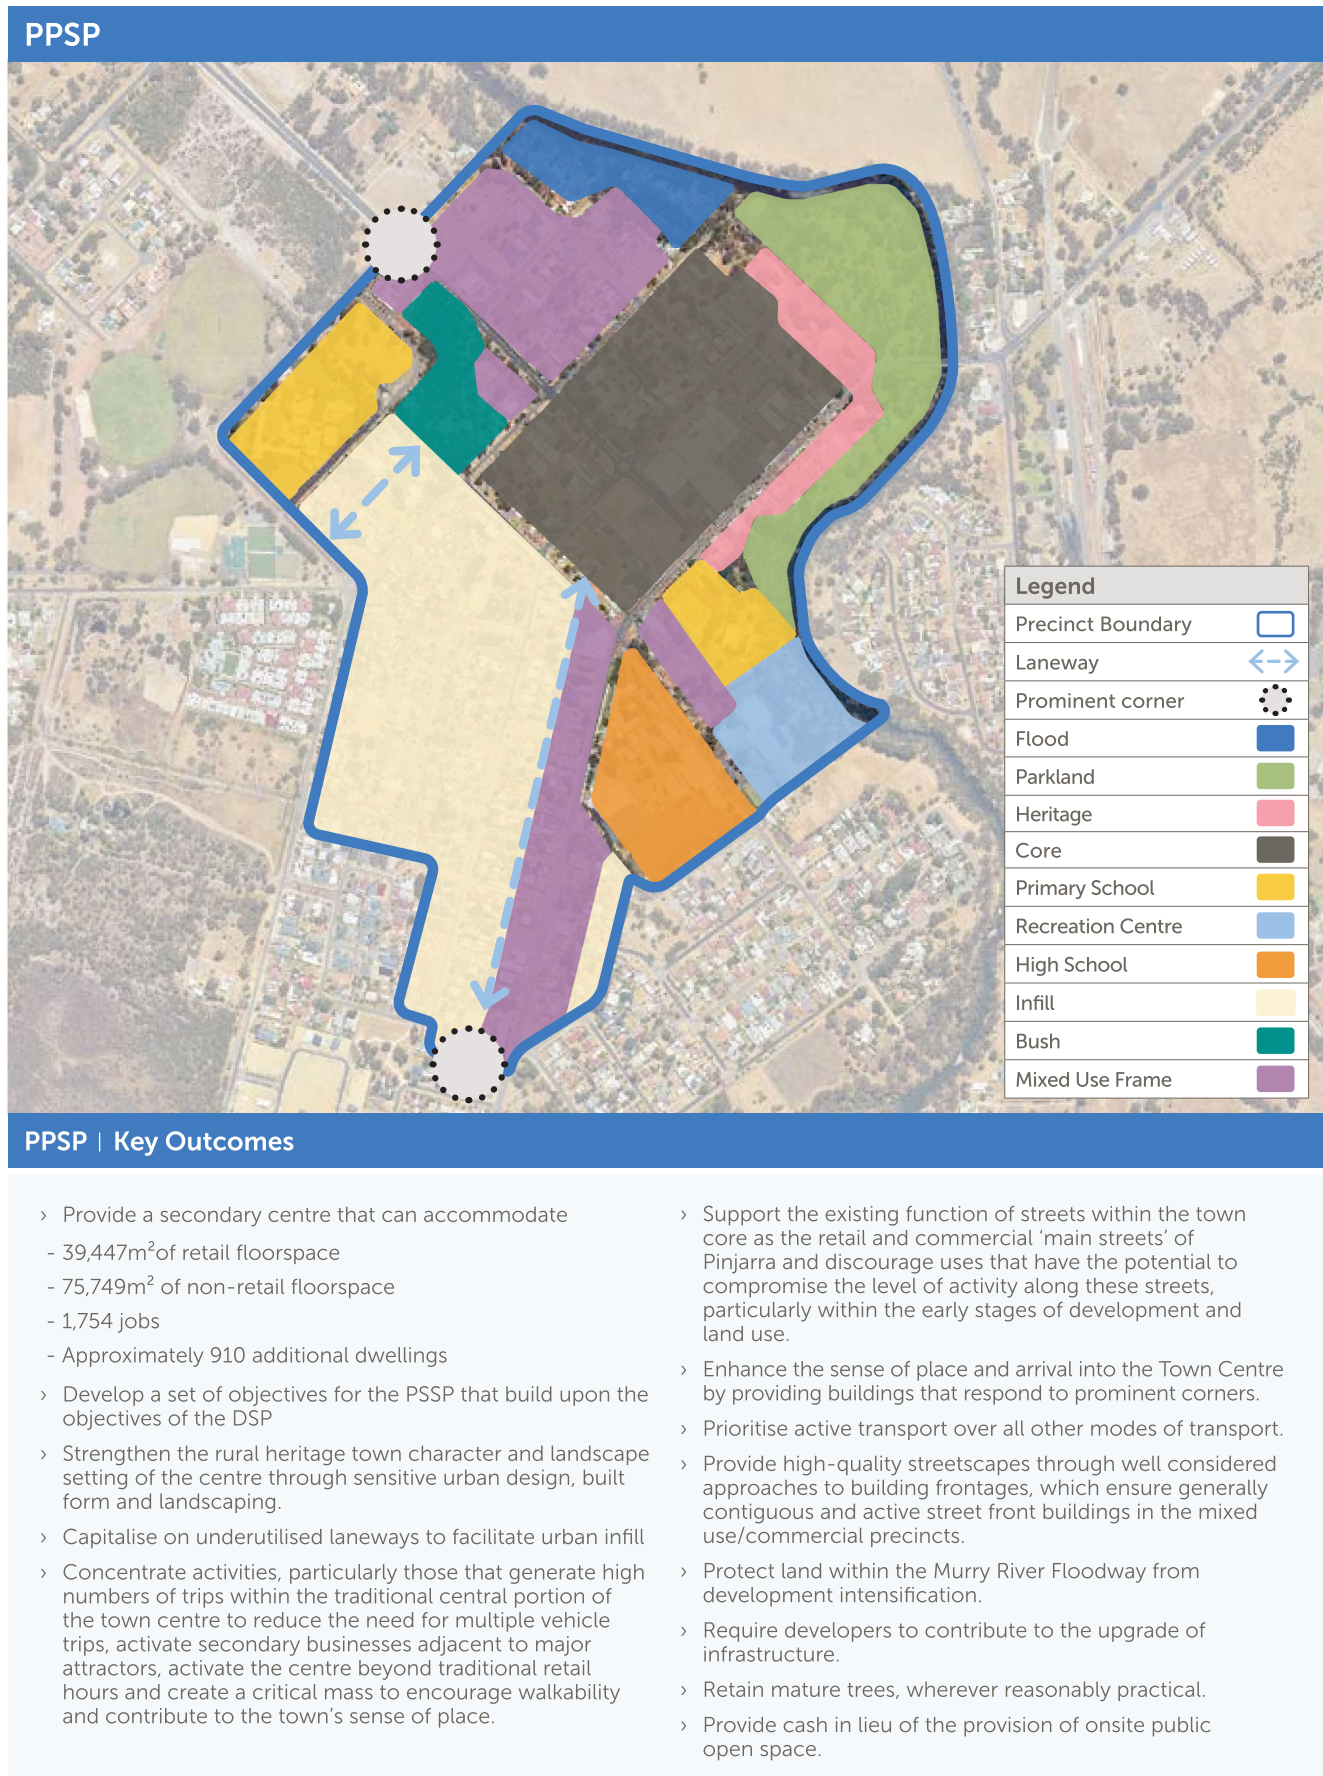 PPSP
Legend
Precinct Boundary
Laneway
Prominent corner
Flood
Parkland
Heritage
Core
Primary School
Recreation Centre
High School
Infill
Bush
Mixed Use Frame
PPSP | Key Outcomes
› Provide a secondary centre that can accommodate
- 39,447m²of retail floorspace
- 75,749m² of non-retail floorspace
- 1,754 jobs
- Approximately 910 additional dwellings
› Develop a set of objectives for the PSSP that build upon the
objectives of the DSP
› Strengthen the rural heritage town character and landscape
setting of the centre through sensitive urban design, built
form and landscaping.
› Capitalise on underutilised laneways to facilitate urban infill
› Concentrate activities, particularly those that generate high
numbers of trips within the traditional central portion of
the town centre to reduce the need for multiple vehicle
trips, activate secondary businesses adjacent to major
attractors, activate the centre beyond traditional retail
hours and create a critical mass to encourage walkability
and contribute to the town's sense of place.
› Support the existing function of streets within the town
core as the retail and commercial ‘main streets’ of
Pinjarra and discourage uses that have the potential to
compromise the level of activity along these streets,
particularly within the early stages of development and
land use.
› Enhance the sense of place and arrival into the Town Centre
by providing buildings that respond to prominent corners.
› Prioritise active transport over all other modes of transport.
› Provide high-quality streetscapes through well considered
approaches to building frontages, which ensure generally
contiguous and active street front buildings in the mixed
use/commercial precincts.
› Protect land within the Murry River Floodway from
development intensification.
› Require developers to contribute to the upgrade of
infrastructure.
› Retain mature trees, wherever reasonably practical.
› Provide cash in lieu of the provision of onsite public
open space.